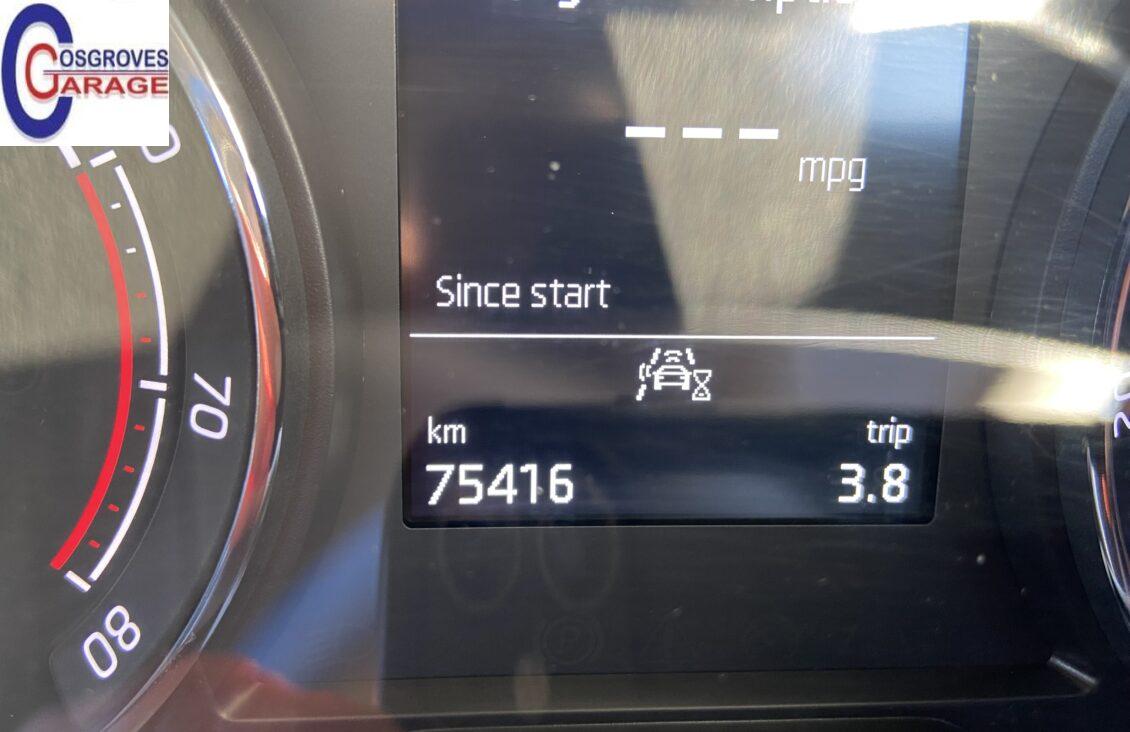 COSGROVES
GARAGE
mpg
Since start
km
trip
75416
3.8
70
80